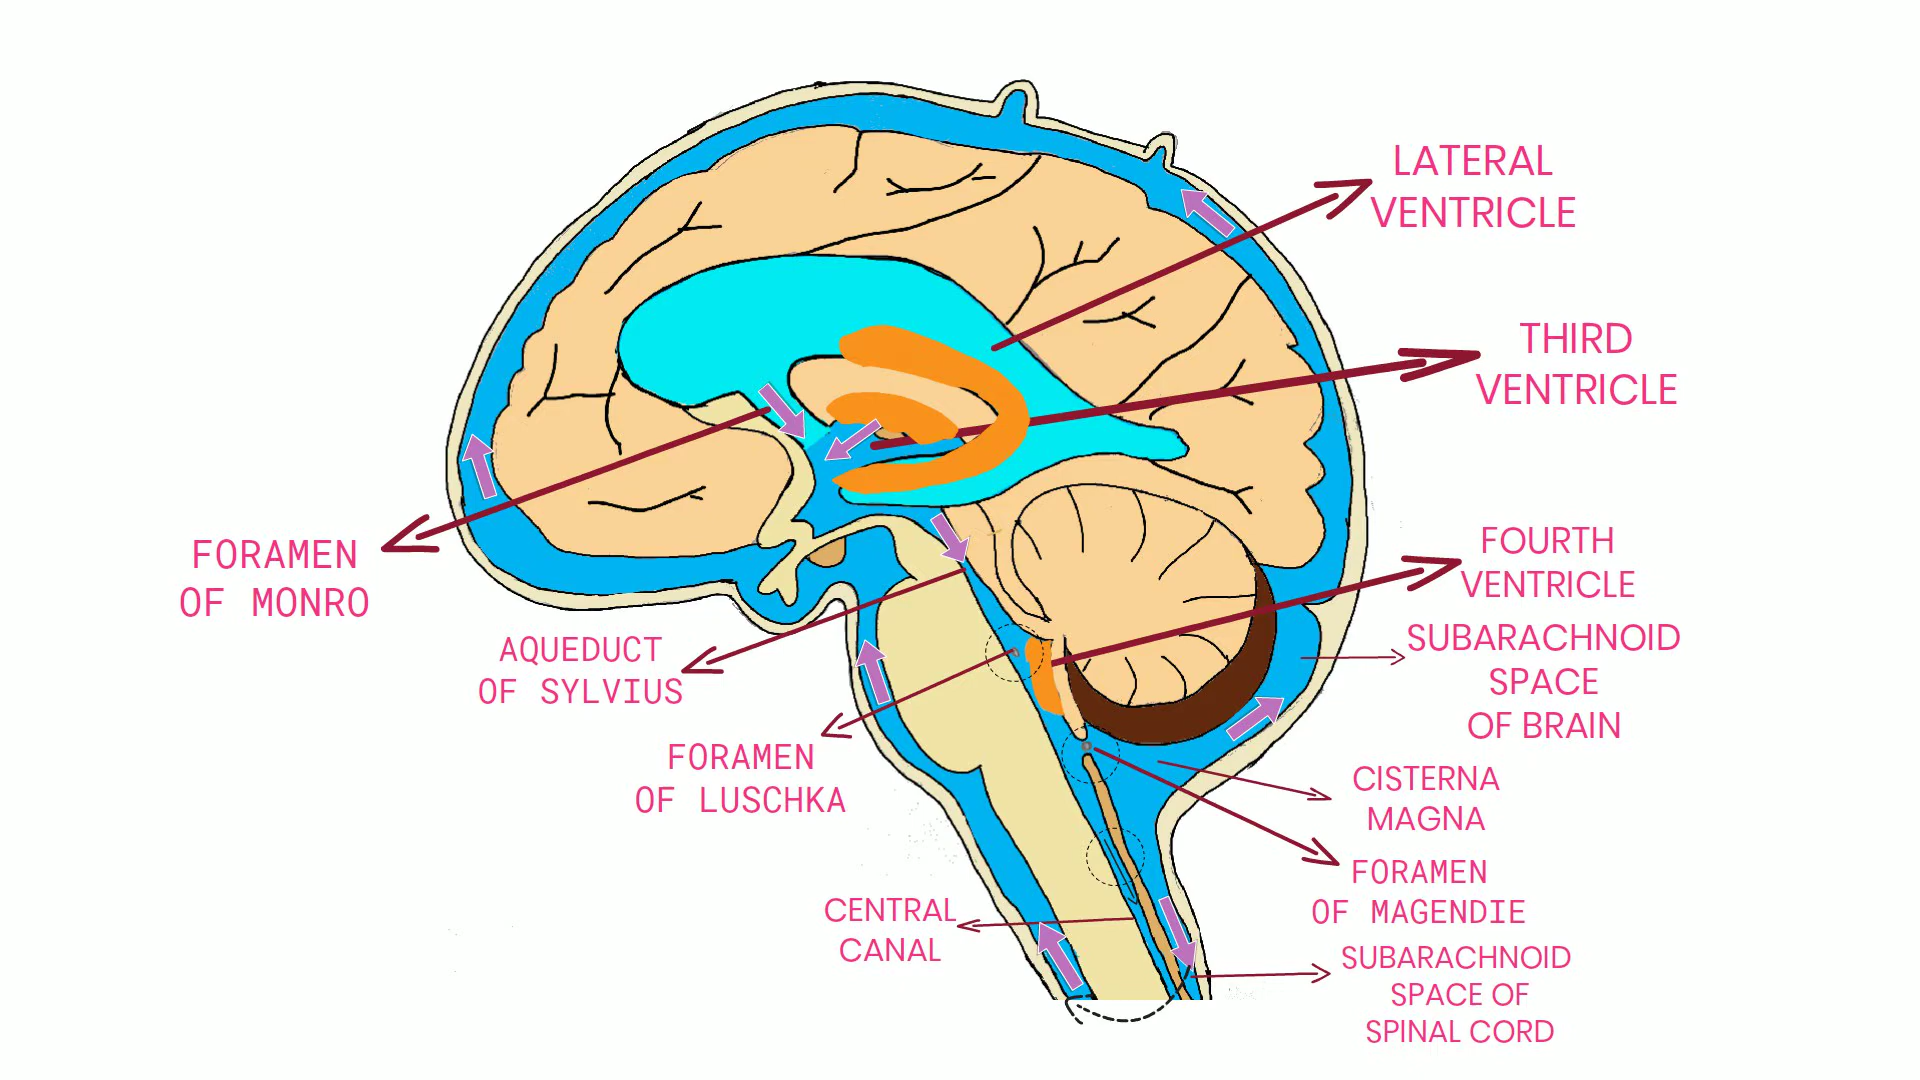 LATERAL
VENTRICLE
THIRD
VENTRICLE
FORAMEN
OF MONRO
FOURTH
VENTRICLE
AQUEDUCT
OF SYLVIUS
SUBARACHNOID
SPACE
OF BRAIN
FORAMEN
OF LUSCHKA
CISTERNA
MAGNA
FORAMEN
OF MAGENDIE
CENTRAL
CANAL
SUBARACHNOID
SPACE OF
SPINAL CORD